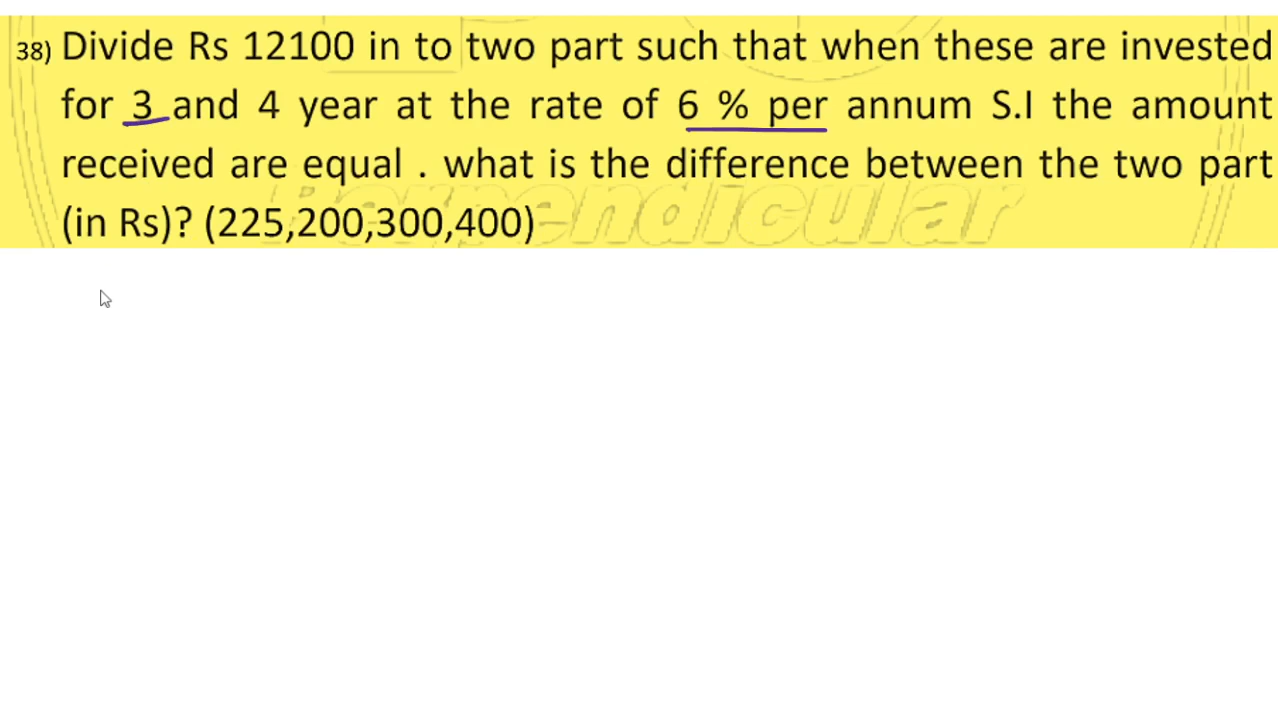 38) Divide Rs 12100 in to two part such that when these are invested
for 3 and 4 year at the rate of 6 % per annum S.I the amount
received are equal . what is the difference between the two part
(in Rs)? (225,200,300,400)
Perpendicular